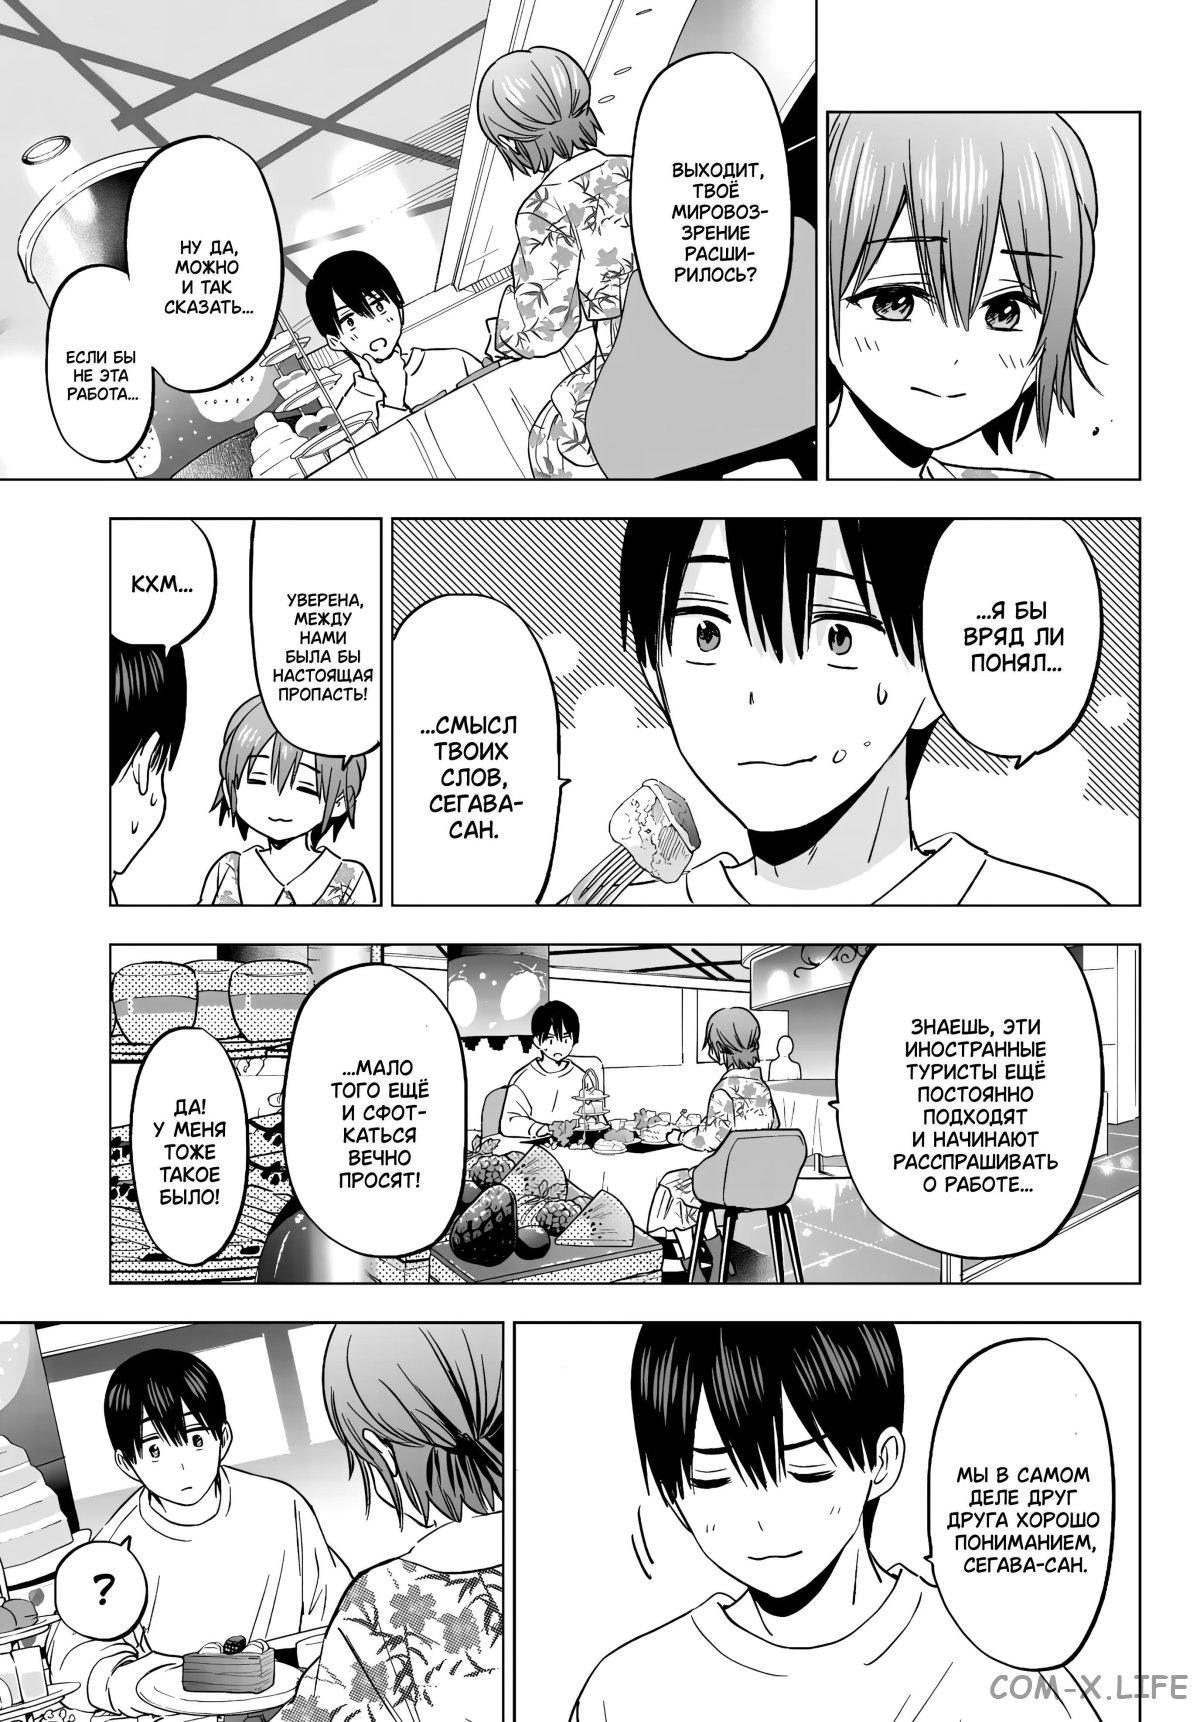 ВЫХОДИТ,
ТВОЁ
МИРОВОЗ-
ЗРЕНИЕ
РАСШИ-
РИЛОСЬ?
НУ ДА,
МОЖНО
И ТАК
СКАЗАТЬ...
ЕСЛИ БЫ
НЕ ЭТА
РАБОТА...
...Я БЫ
ВРЯД ЛИ
ПОНЯЛ...
...СМЫСЛ
ТВОИХ
СЛОВ,
СЕГАВА-
САН.
УВЕРЕНА,
МЕЖДУ
НАМИ
БЫЛА БЫ
НАСТОЯЩАЯ
ПРОПАСТЬ!
КХМ...
ЗНАЕШЬ, ЭТИ
ИНОСТРАННЫЕ
ТУРИСТЫ ЕЩЁ
ПОСТОЯННО
ПОДХОДЯТ
И НАЧИНАЮТ
РАССПРАШИВАТЬ
О РАБОТЕ...
...МАЛО
ТОГО ЕЩЁ
И СФОТ-
КАТЬСЯ
ВЕЧНО
ПРОСЯТ!
ДА!
У МЕНЯ
ТОЖЕ
ТАКОЕ
БЫЛО!
МЫ В САМОМ
ДЕЛЕ ДРУГ
ДРУГА ХОРОШО
ПОНИМАНИЕМ,
СЕГАВА-САН.
?
COM-X.LIFE